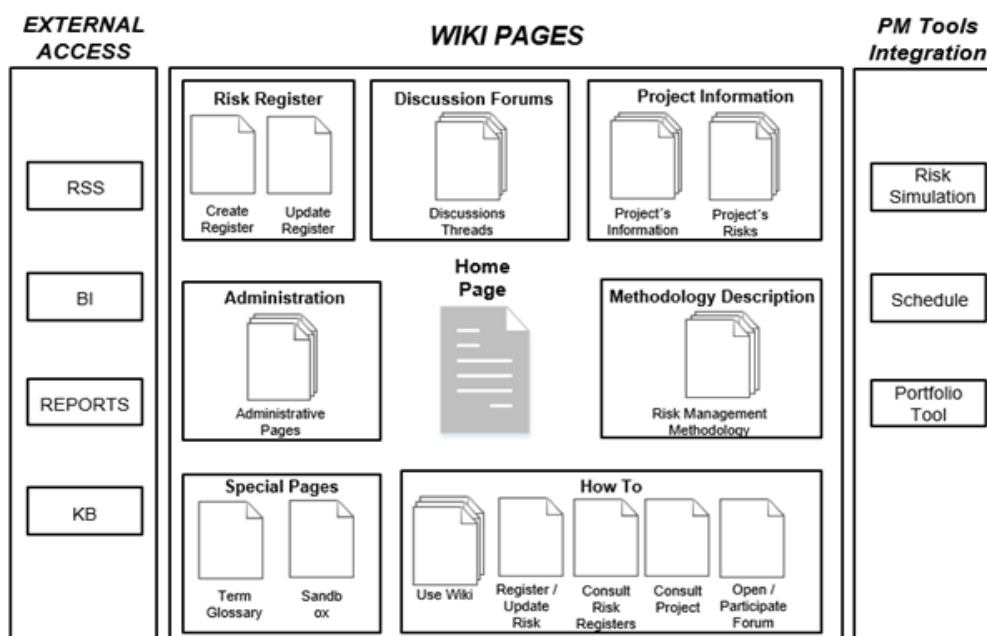 EXTERNAL
ACCESS
WIKI PAGES
PM Tools
Integration
RSS
BI
REPORTS
KB
Risk Register
Create
Register
Update
Register
Discussion Forums
Discussions
Threads
Project Information
Project´s
Information
Project´s
Risks
Administration
Administrative
Pages
Home
Page
Methodology Description
Risk Management
Methodology
Special Pages
Term
Glossary
Sandb
ox
How To
Use Wiki
Register /
Update
Risk
Consult
Risk
Registers
Consult
Project
Open /
Participate
Forum
Risk
Simulation
Schedule
Portfolio
Tool